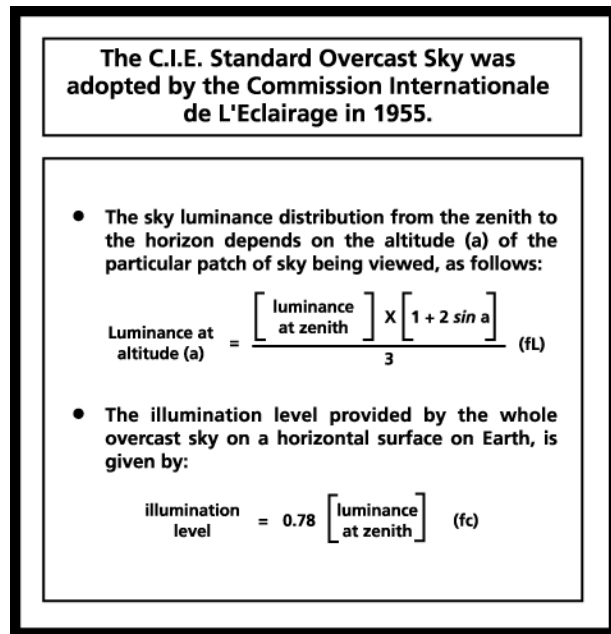 The C.I.E. Standard Overcast Sky was
adopted by the Commission Internationale
de L'Eclairage in 1955.
● The sky luminance distribution from the zenith to
the horizon depends on the altitude (a) of the
particular patch of sky being viewed, as follows:
Luminance at altitude (a) = [luminance at zenith] X [1 + 2 sin a] / 3 (fL)
● The illumination level provided by the whole
overcast sky on a horizontal surface on Earth, is
given by:
illumination level = 0.78 [luminance at zenith] (fc)